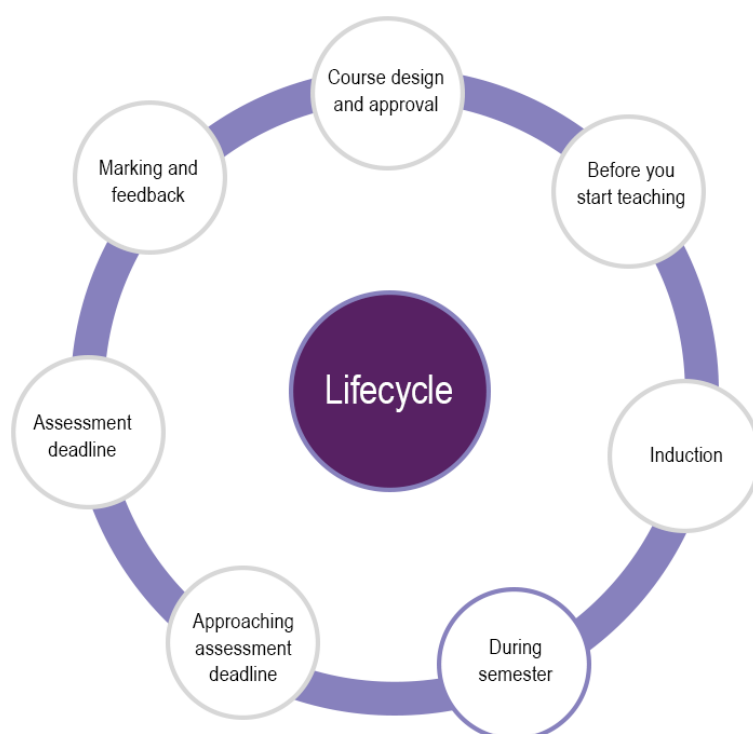 Course design
and approval
Before you
start teaching
Induction
During
semester
Approaching
assessment
deadline
Assessment
deadline
Marking and
feedback
Lifecycle